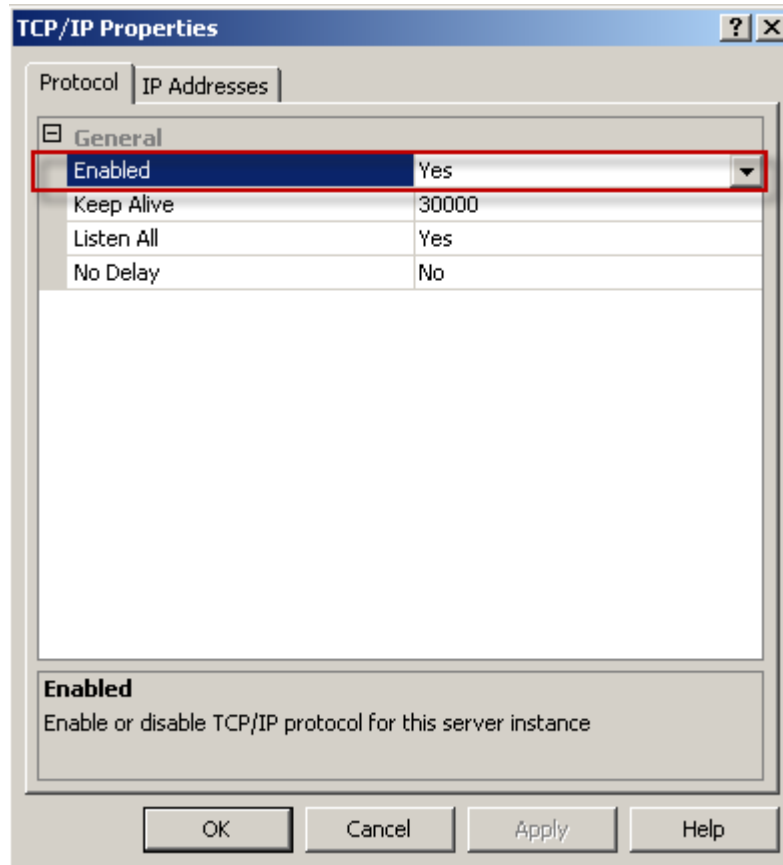 TCP/IP Properties
Protocol IP Addresses
General
Enabled Yes
Keep Alive 30000
Listen All Yes
No Delay No
Enabled
Enable or disable TCP/IP protocol for this server instance
OK Cancel Apply Help